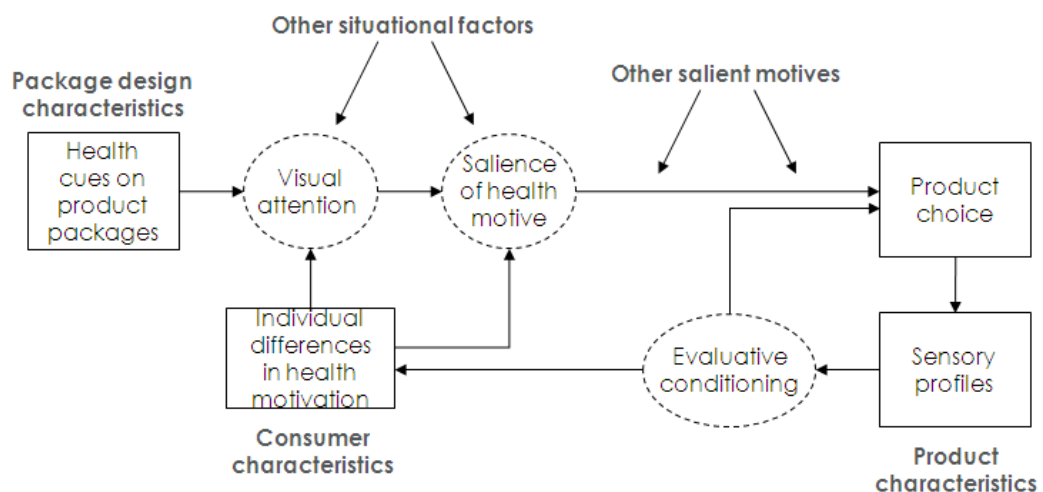 Other situational factors
Package design
characteristics
Other salient motives
Health
cues on
product
packages
Visual
attention
Salience
of health
motive
Product
choice
Individual
differences
in health
motivation
Evaluative
conditioning
Sensory
profiles
Consumer
characteristics
Product
characteristics